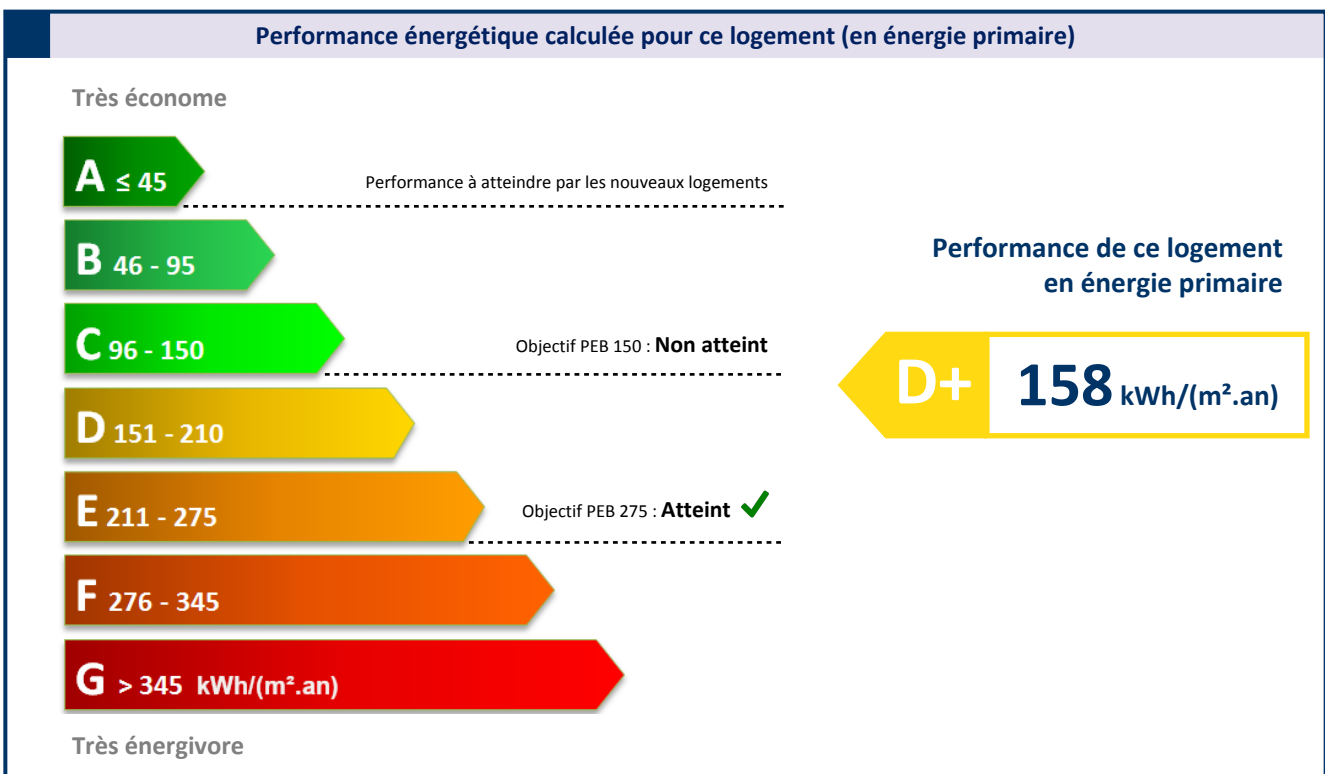 Performance énergétique calculée pour ce logement (en énergie primaire)
Très économe
A ≤ 45
Performance à atteindre par les nouveaux logements
B 46 - 95
C 96 - 150
Objectif PEB 150 : Non atteint
D 151 - 210
E 211 - 275
Objectif PEB 275 : Atteint ✓
F 276 - 345
G > 345 kWh/(m².an)
Très énergivore
Performance de ce logement
en énergie primaire
D+ 158 kWh/(m².an)